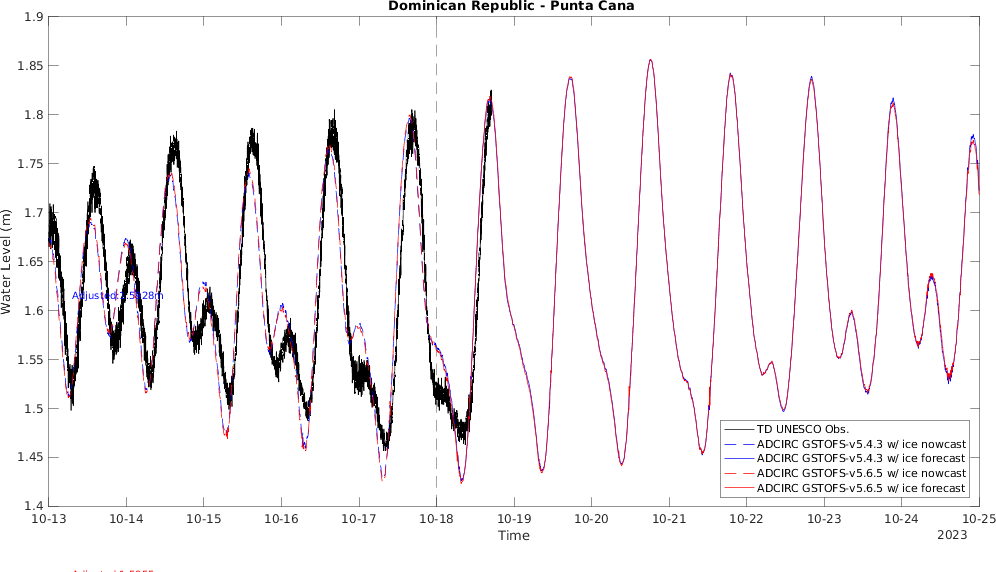 Dominican Republic - Punta Cana
Water Level (m)
1.9
1.85
1.8
1.75
1.7
1.65
1.6
1.55
1.5
1.45
1.4
TD UNESCO Obs.
ADCIRC GSTOFS-v5.4.3 w/ ice nowcast
ADCIRC GSTOFS-v5.4.3 w/ ice forecast
ADCIRC GSTOFS-v5.6.5 w/ ice nowcast
ADCIRC GSTOFS-v5.6.5 w/ ice forecast
10-13 10-14 10-15 10-16 10-17 10-18 10-19 10-20 10-21 10-22 10-23 10-24 10-25
Time
2023